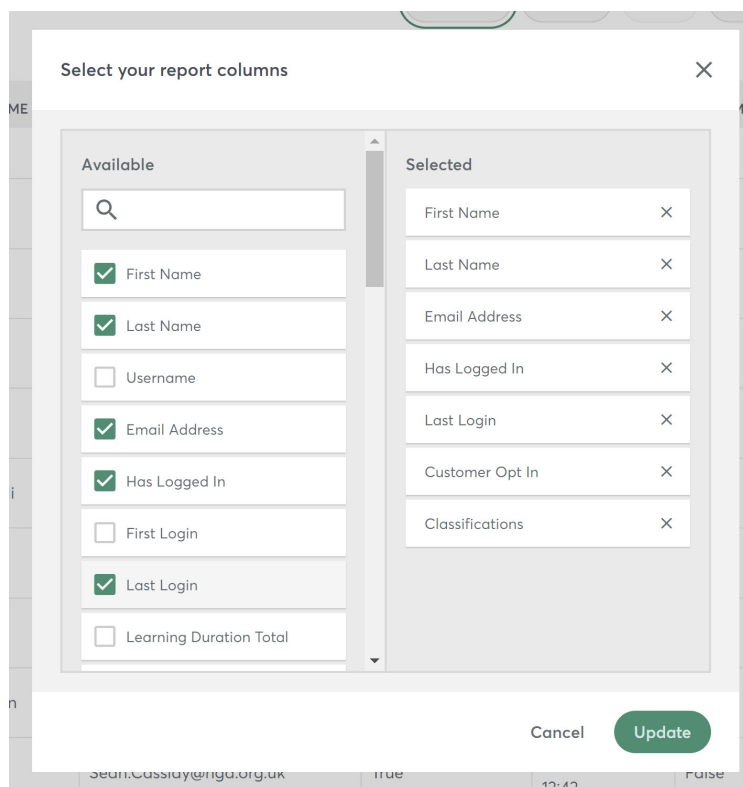 Select your report columns
ME
Available
Selected
First Name
Last Name
Username
Email Address
Has Logged In
First Login
Last Login
Learning Duration Total
First Name
Last Name
Email Address
Has Logged In
Last Login
Customer Opt In
Classifications
i
n
Cancel
Update
Sean.Cassidy@nga.org.uk
True
12:42
False